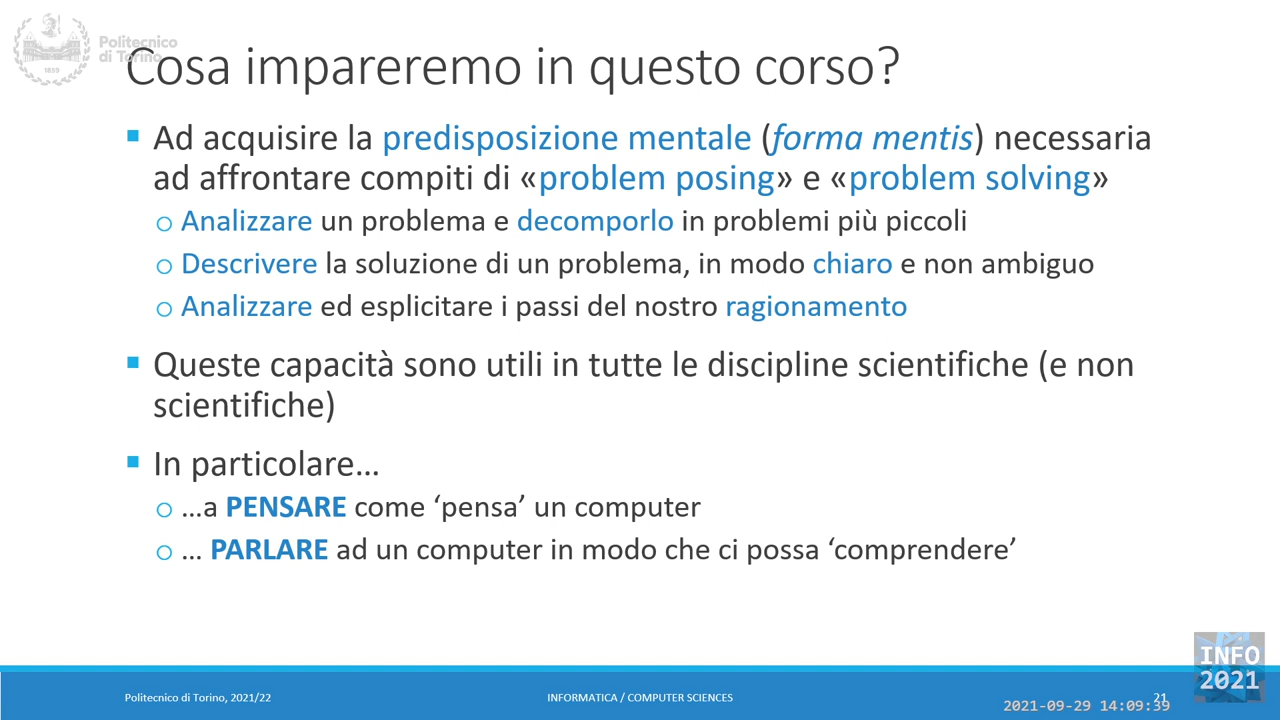 Politecnico
di Torino
1859
Cosa impareremo in questo corso?
Ad acquisire la predisposizione mentale (forma mentis) necessaria
ad affrontare compiti di «problem posing» e «problem solving»
Analizzare un problema e decomporlo in problemi più piccoli
Descrivere la soluzione di un problema, in modo chiaro e non ambiguo
Analizzare ed esplicitare i passi del nostro ragionamento
Queste capacità sono utili in tutte le discipline scientifiche (e non
scientifiche)
In particolare…
…a PENSARE come ‘pensa’ un computer
… PARLARE ad un computer in modo che ci possa ‘comprendere’
INFO
2021
Politecnico di Torino, 2021/22
INFORMATICA / COMPUTER SCIENCES
21
2021-09-29 14:09:39